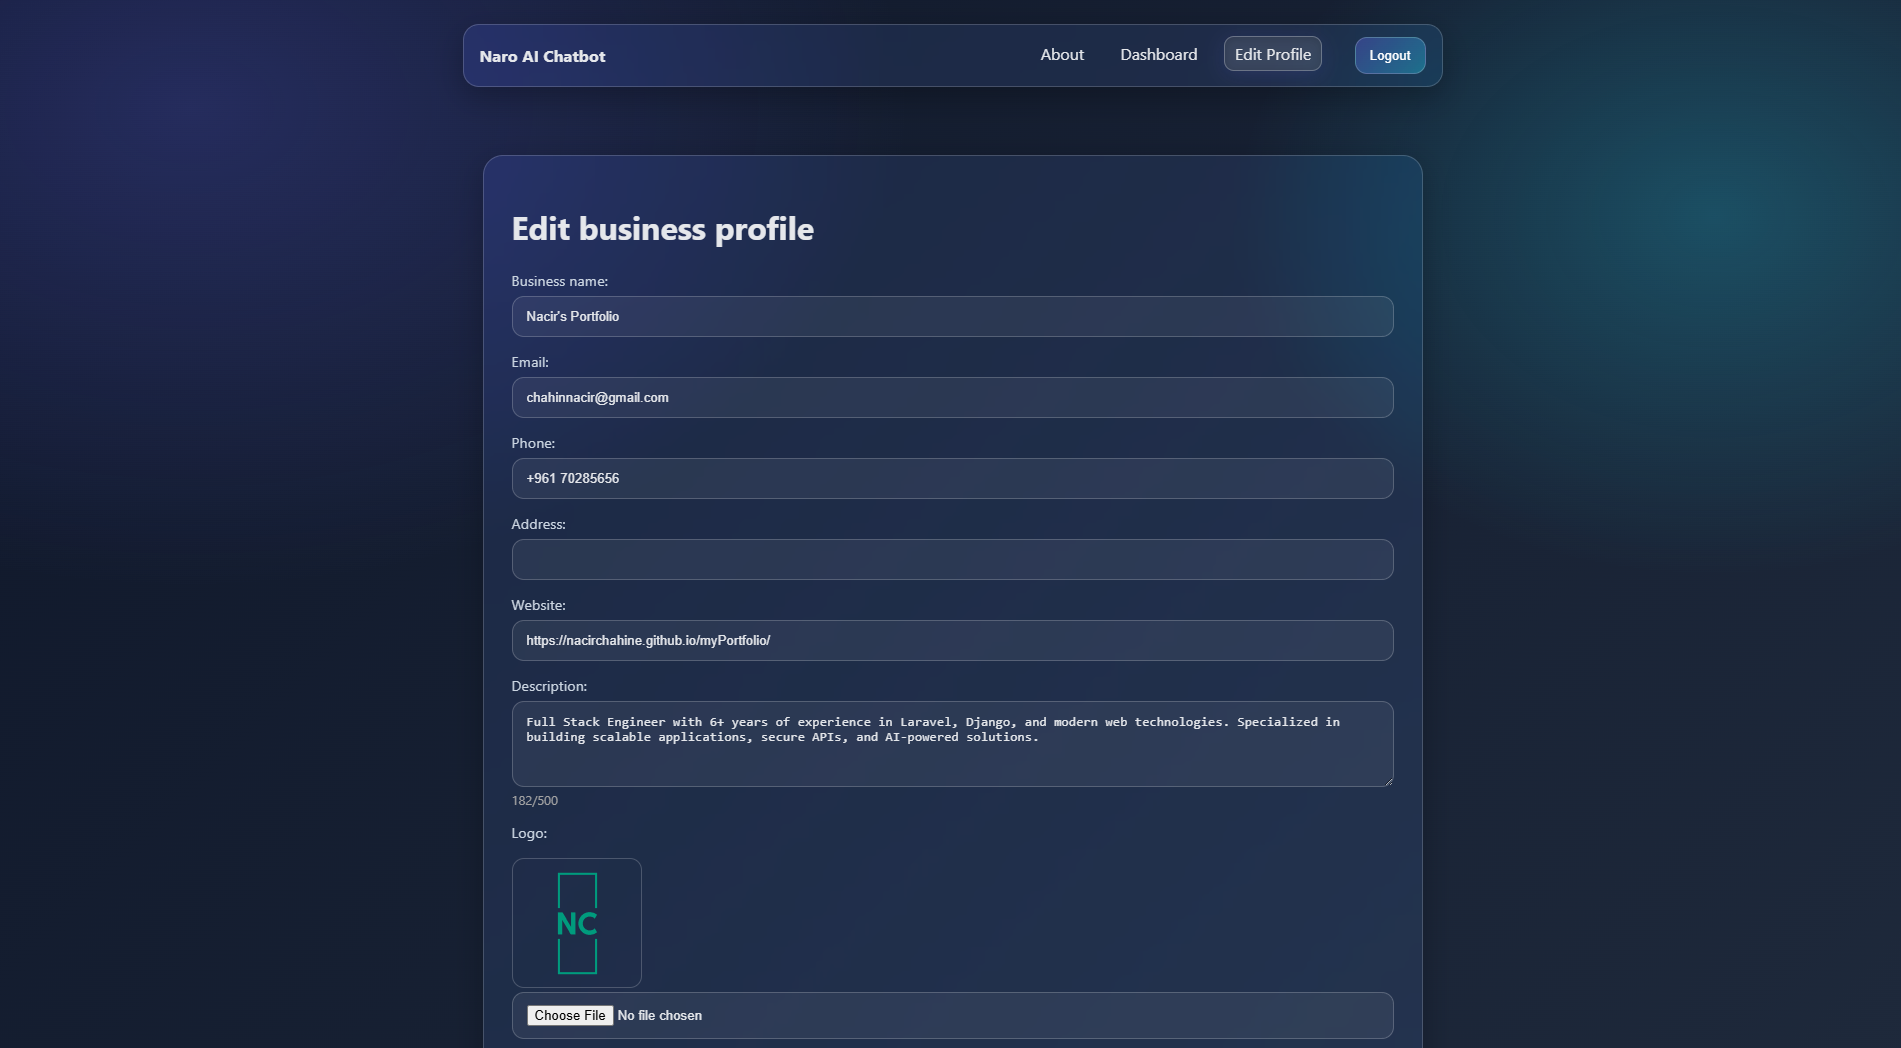 Naro AI Chatbot
About
Dashboard
Edit Profile
Logout
Edit business profile
Business name:
Nacir's Portfolio
Email:
chahinnacir@gmail.com
Phone:
+961 70285656
Address:
Website:
https://nacirchahine.github.io/myPortfolio/
Description:
Full Stack Engineer with 6+ years of experience in Laravel, Django, and modern web technologies. Specialized in
building scalable applications, secure APIs, and AI-powered solutions.
182/500
Logo:
NC
Choose File No file chosen